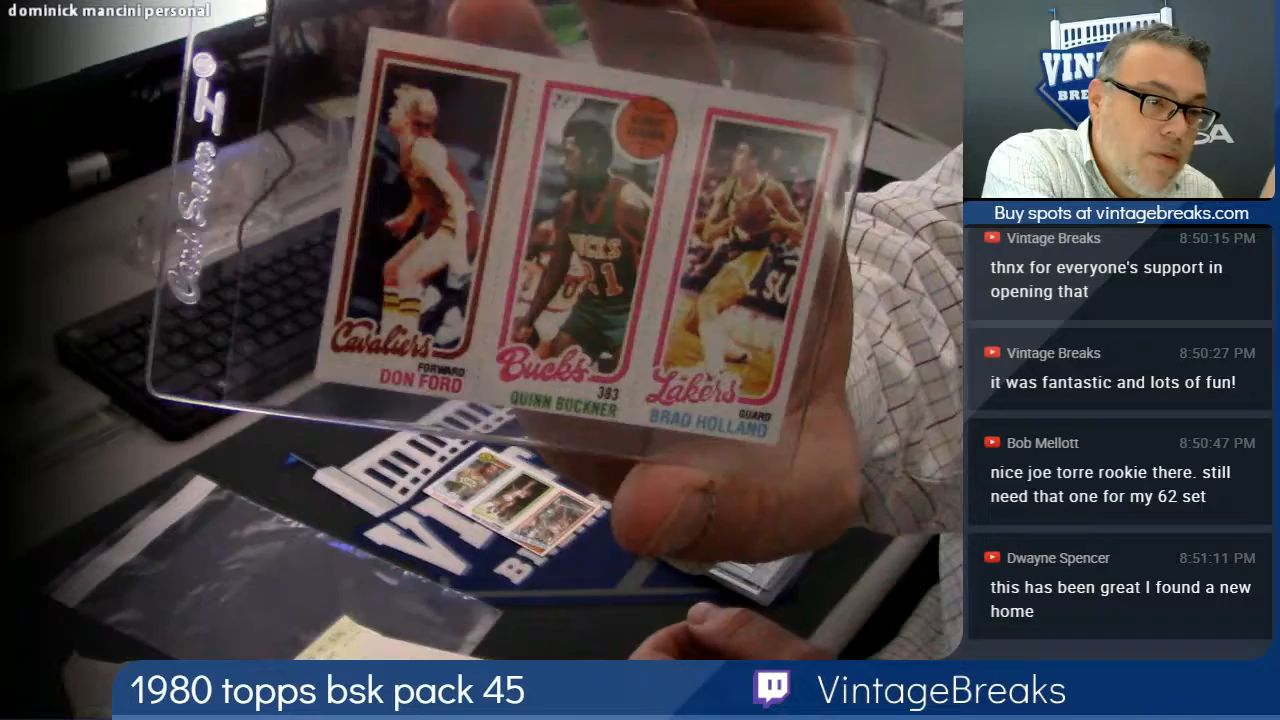 dominick mancini personal
Card Saver
Cavaliers
FORWARD
DON FORD
Bucks
383
QUINN BUCKNER
BUCKS
Lakers
GUARD
BRAD HOLLAND
Buy spots at vintagebreaks.com
Vintage Breaks 8:50:15 PM
thnx for everyone's support in
opening that
Vintage Breaks 8:50:27 PM
it was fantastic and lots of fun!
Bob Mellott 8:50:47 PM
nice joe torre rookie there. still
need that one for my 62 set
Dwayne Spencer 8:51:11 PM
this has been great I found a new
home
1980 topps bsk pack 45
VintageBreaks